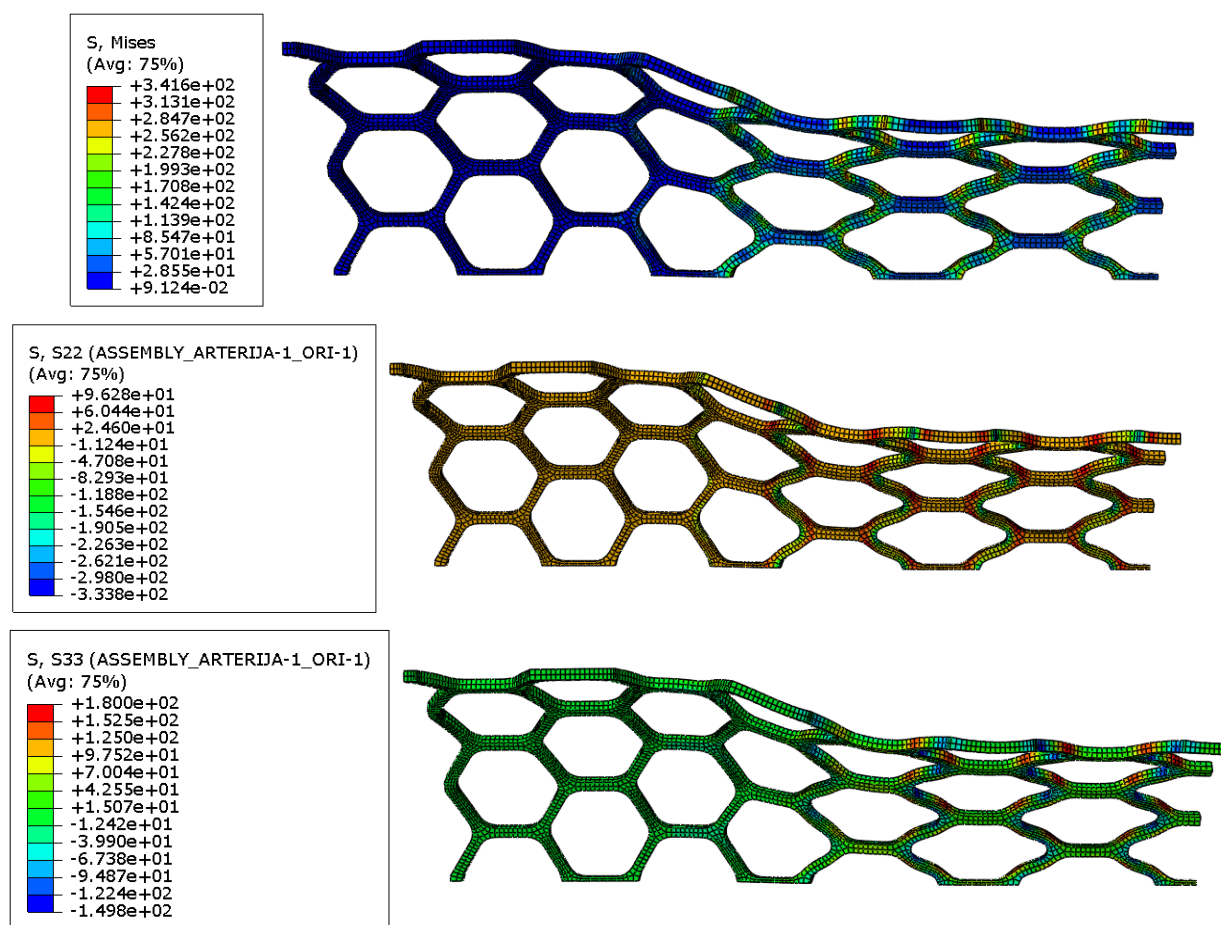 S, Mises
(Avg: 75%)
+3.416e+02
+3.131e+02
+2.847e+02
+2.562e+02
+2.278e+02
+1.993e+02
+1.708e+02
+1.424e+02
+1.139e+02
+8.547e+01
+5.701e+01
+2.855e+01
+9.124e-02
S, S22 (ASSEMBLY_ARTERIJA-1_ORI-1)
(Avg: 75%)
+9.628e+01
+6.044e+01
+2.460e+01
-1.124e+01
-4.708e+01
-8.293e+01
-1.188e+02
-1.546e+02
-1.905e+02
-2.263e+02
-2.621e+02
-2.980e+02
-3.338e+02
S, S33 (ASSEMBLY_ARTERIJA-1_ORI-1)
(Avg: 75%)
+1.800e+02
+1.525e+02
+1.250e+02
+9.752e+01
+7.004e+01
+4.255e+01
+1.507e+01
-1.242e+01
-3.990e+01
-6.738e+01
-9.487e+01
-1.224e+02
-1.498e+02